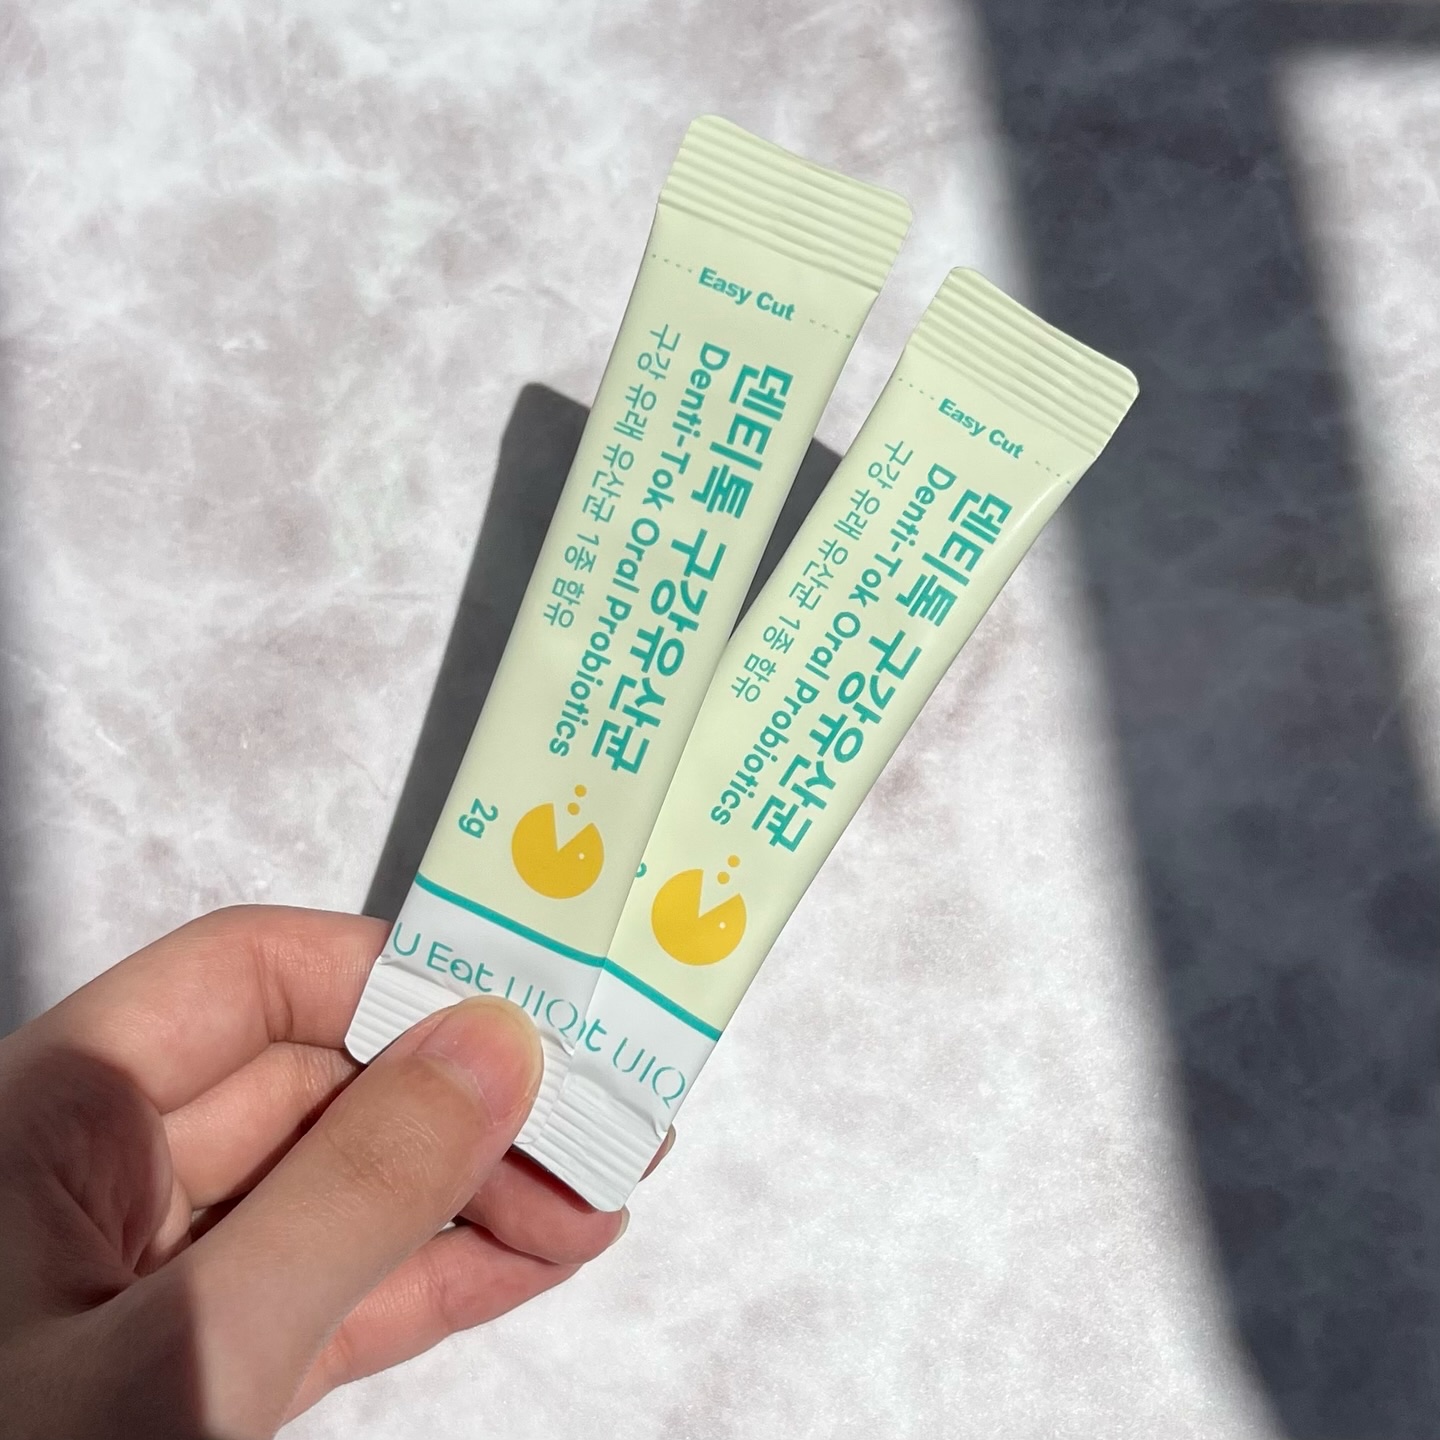 Easy Cut
덴티톡 구강유산균
Denti-Tok Oral Probiotics
구강 유래 유산균 1종 함유
2g
U Eat UIQ
Easy Cut
덴티톡 구강유산균
Denti-Tok Oral Probiotics
구강 유래 유산균 1종 함유
UIQ